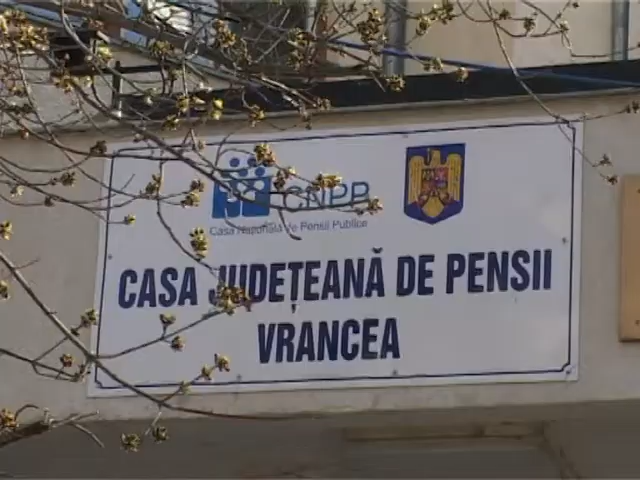 CNPP
Casa Națională de Pensii Publice
CASA JUDEȚEANĂ DE PENSII
VRANCEA